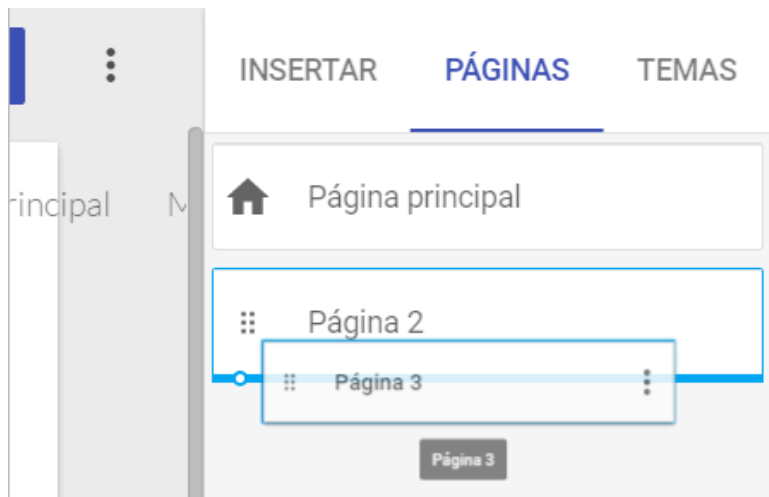 INSERTAR PÁGINAS TEMAS
rincipal M
Página principal
Página 2
Página 3
Página 3